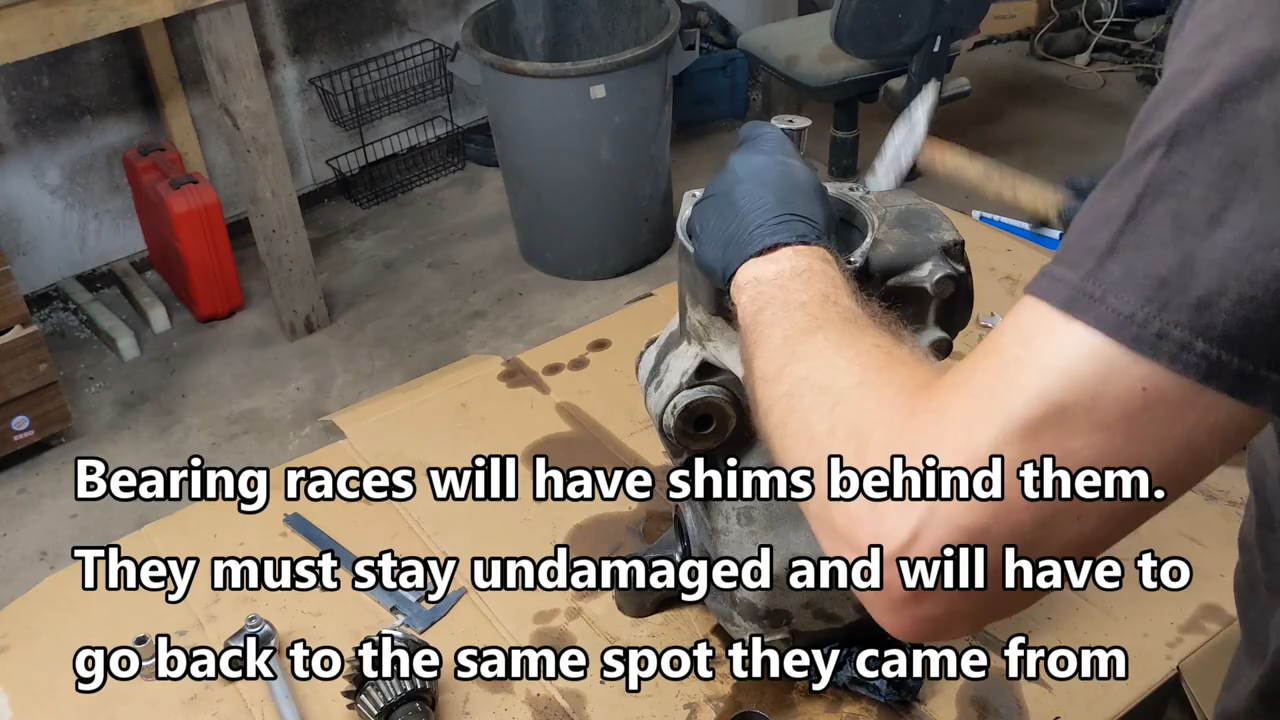 Bearing races will have shims behind them.
They must stay undamaged and will have to
go back to the same spot they came from